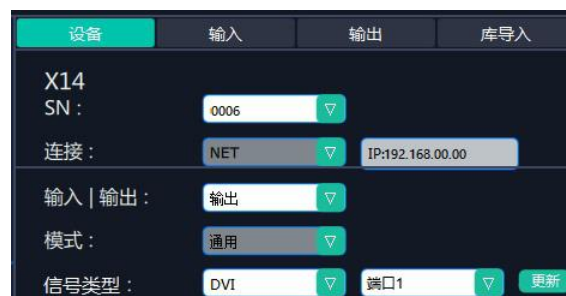 设备 输入 输出 库导入
X14
SN： 0006
连接： NET IP:192.168.00.00
输入 | 输出： 输出
模式： 通用
信号类型： DVI 端口1 更新